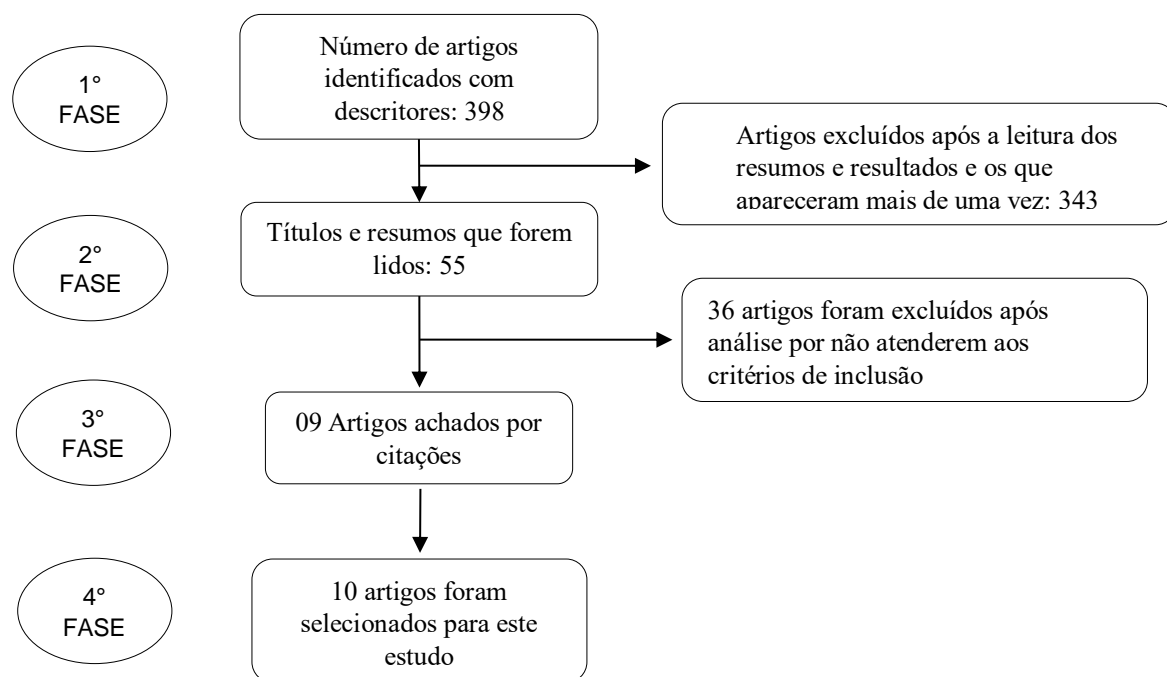 1°
FASE
Número de artigos
identificados com
descritores: 398
Artigos excluídos após a leitura dos
resumos e resultados e os que
apareceram mais de uma vez: 343
2°
FASE
Títulos e resumos que forem
lidos: 55
36 artigos foram excluídos após
análise por não atenderem aos
critérios de inclusão
3°
FASE
09 Artigos achados por
citações
4°
FASE
10 artigos foram
selecionados para este
estudo